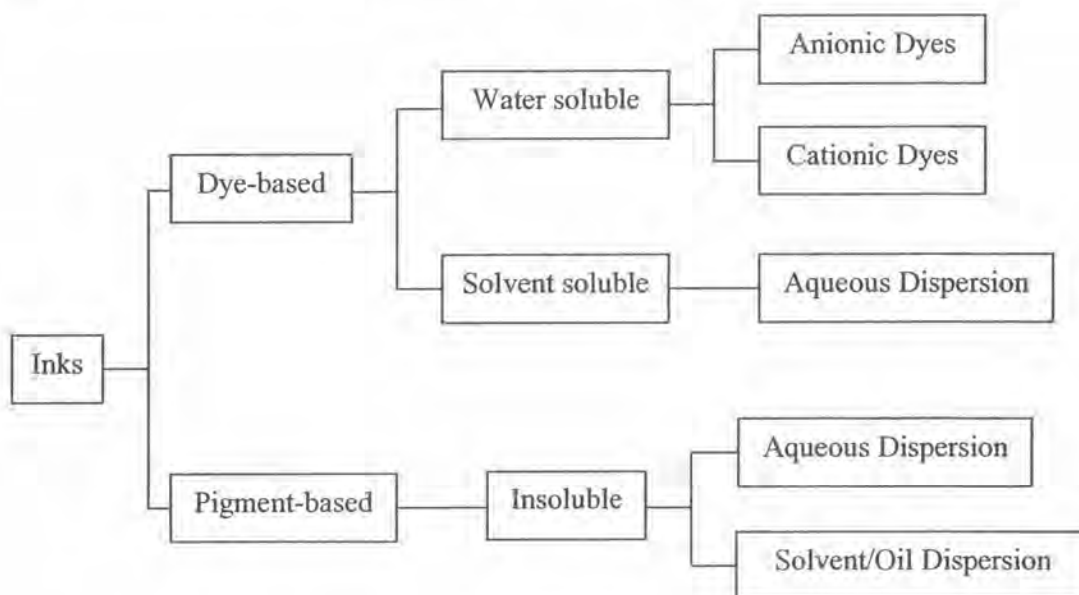 Inks
Dye-based
Water soluble
Anionic Dyes
Cationic Dyes
Solvent soluble
Aqueous Dispersion
Pigment-based
Insoluble
Aqueous Dispersion
Solvent/Oil Dispersion